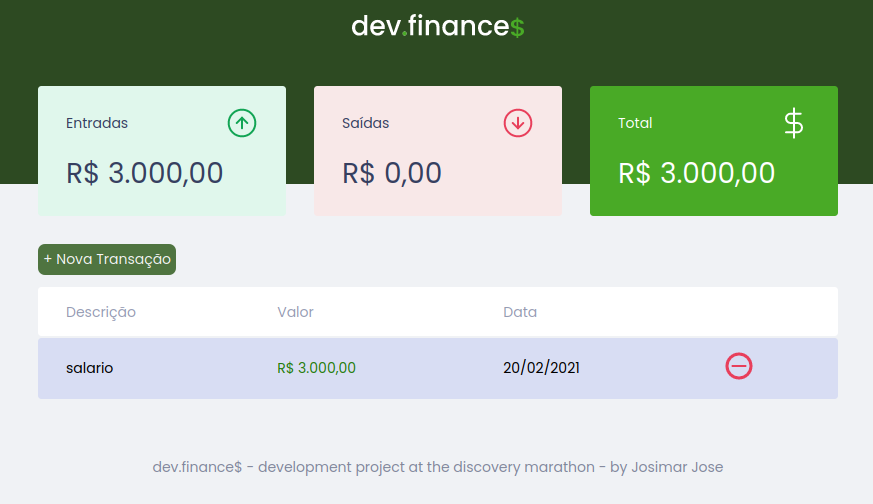 dev.finance$
Entradas
R$ 3.000,00
Saídas
R$ 0,00
Total
$
R$ 3.000,00
+ Nova Transação
Descrição Valor Data
salario R$ 3.000,00 20/02/2021
dev.finance$ - development project at the discovery marathon - by Josimar Jose